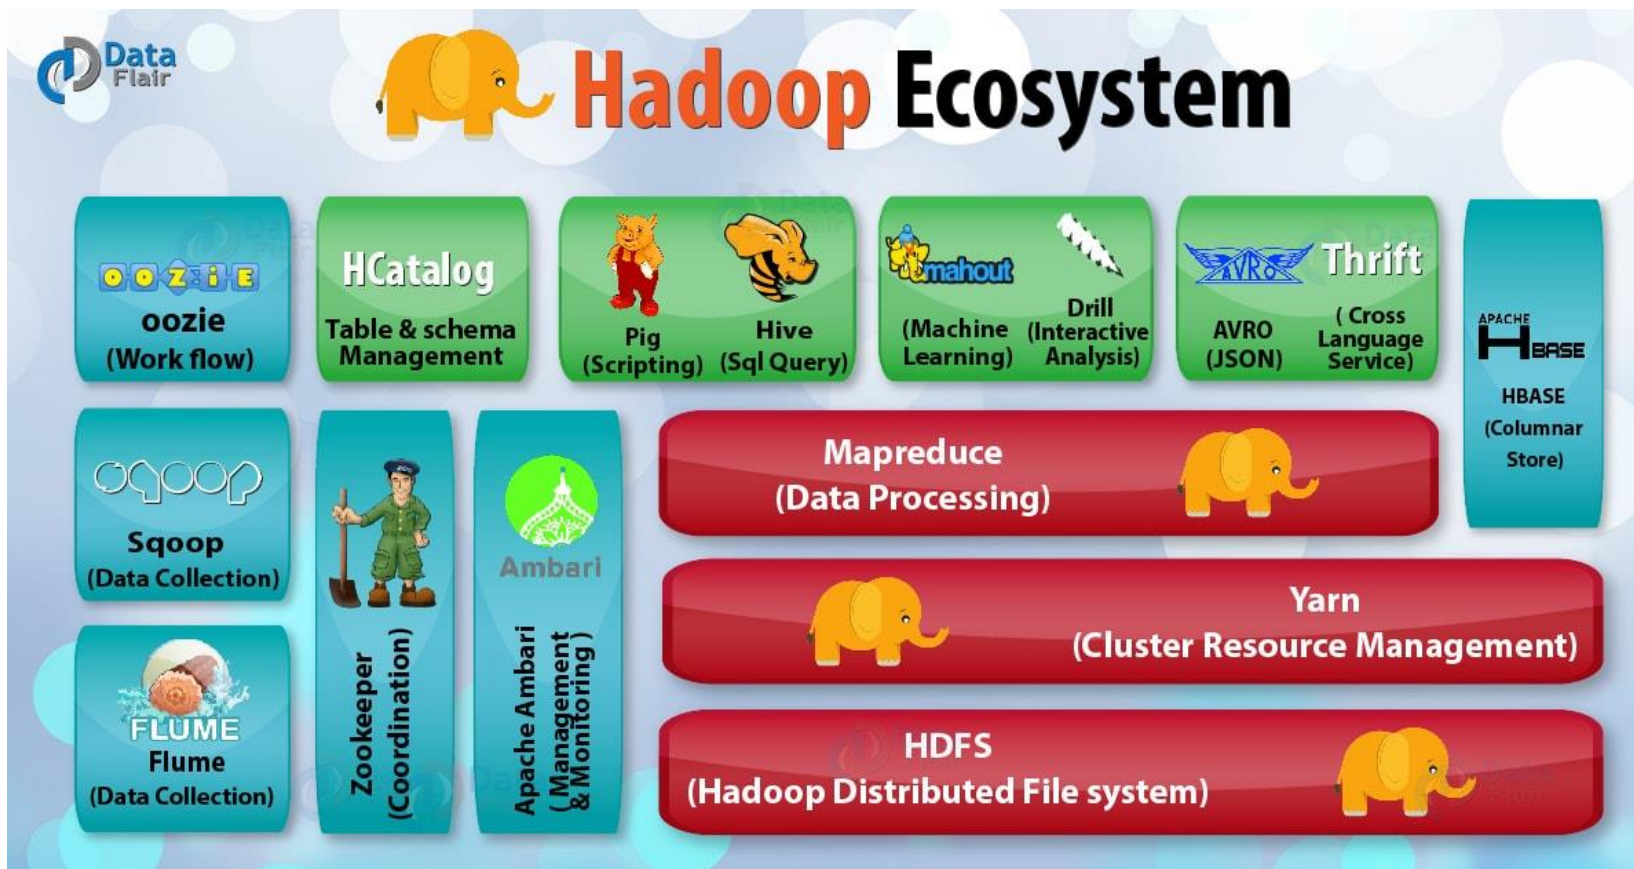 Data
Flair
Hadoop Ecosystem
OOZiE
oozie
(Work flow)
HCatalog
Table & schema
Management
Pig
(Scripting)
Hive
(Sql Query)
mahout
(Machine
Learning)
Drill
(Interactive
Analysis)
AVRO
AVRO
(JSON)
Thrift
( Cross
Language
Service)
APACHE
HBASE
HBASE
(Columnar
Store)
sqoop
Sqoop
(Data Collection)
ZOO
Zookeeper
(Coordination)
Ambari
Apache Ambari
( Management
& Monitoring )
Mapreduce
(Data Processing)
Yarn
(Cluster Resource Management)
FLUME
Flume
(Data Collection)
HDFS
(Hadoop Distributed File system)